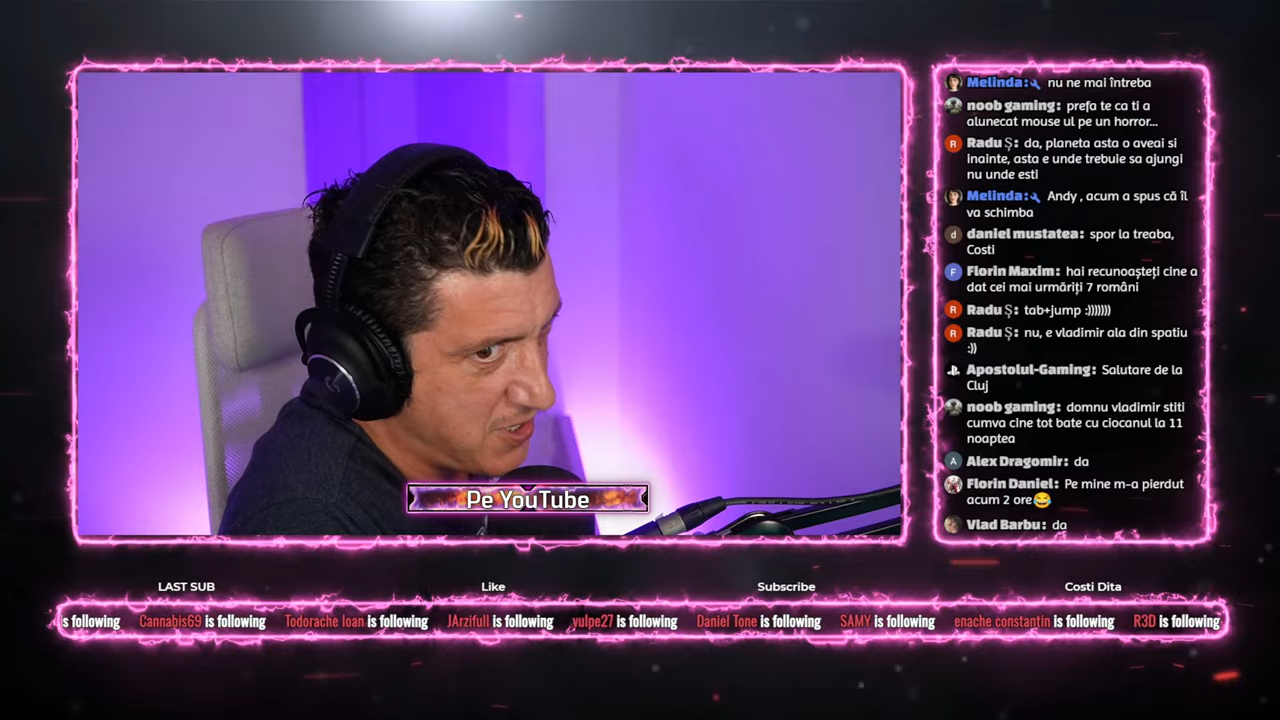 Melinda: nu ne mai întreba
noob gaming: prefa te ca ti a
alunecat mouse ul pe un horror...
R Radu Ș: da, planeta asta o aveai si
inainte, asta e unde trebuie sa ajungi
nu unde esti
Melinda: Andy , acum a spus că îl
va schimba
d daniel mustatea: spor la treaba,
Costi
F Florin Maxim: hai recunoașteți cine a
dat cei mai urmăriți 7 români
R Radu Ș: tab+jump :)))))))
R Radu Ș: nu, e vladimir ala din spatiu
:))
Apostolul-Gaming: Salutare de la
Cluj
noob gaming: domnu vladimir stiti
cumva cine tot bate cu ciocanul la 11
noaptea
A Alex Dragomir: da
Florin Daniel: Pe mine m-a pierdut
acum 2 ore😂
Vlad Barbu: da
Pe YouTube
LAST SUB Like Subscribe Costi Dita
s following Cannabis69 is following Todorache Ioan is following JArzifull is following vulpe27 is following Daniel Tone is following SAMY is following enache constantin is following R3D is following